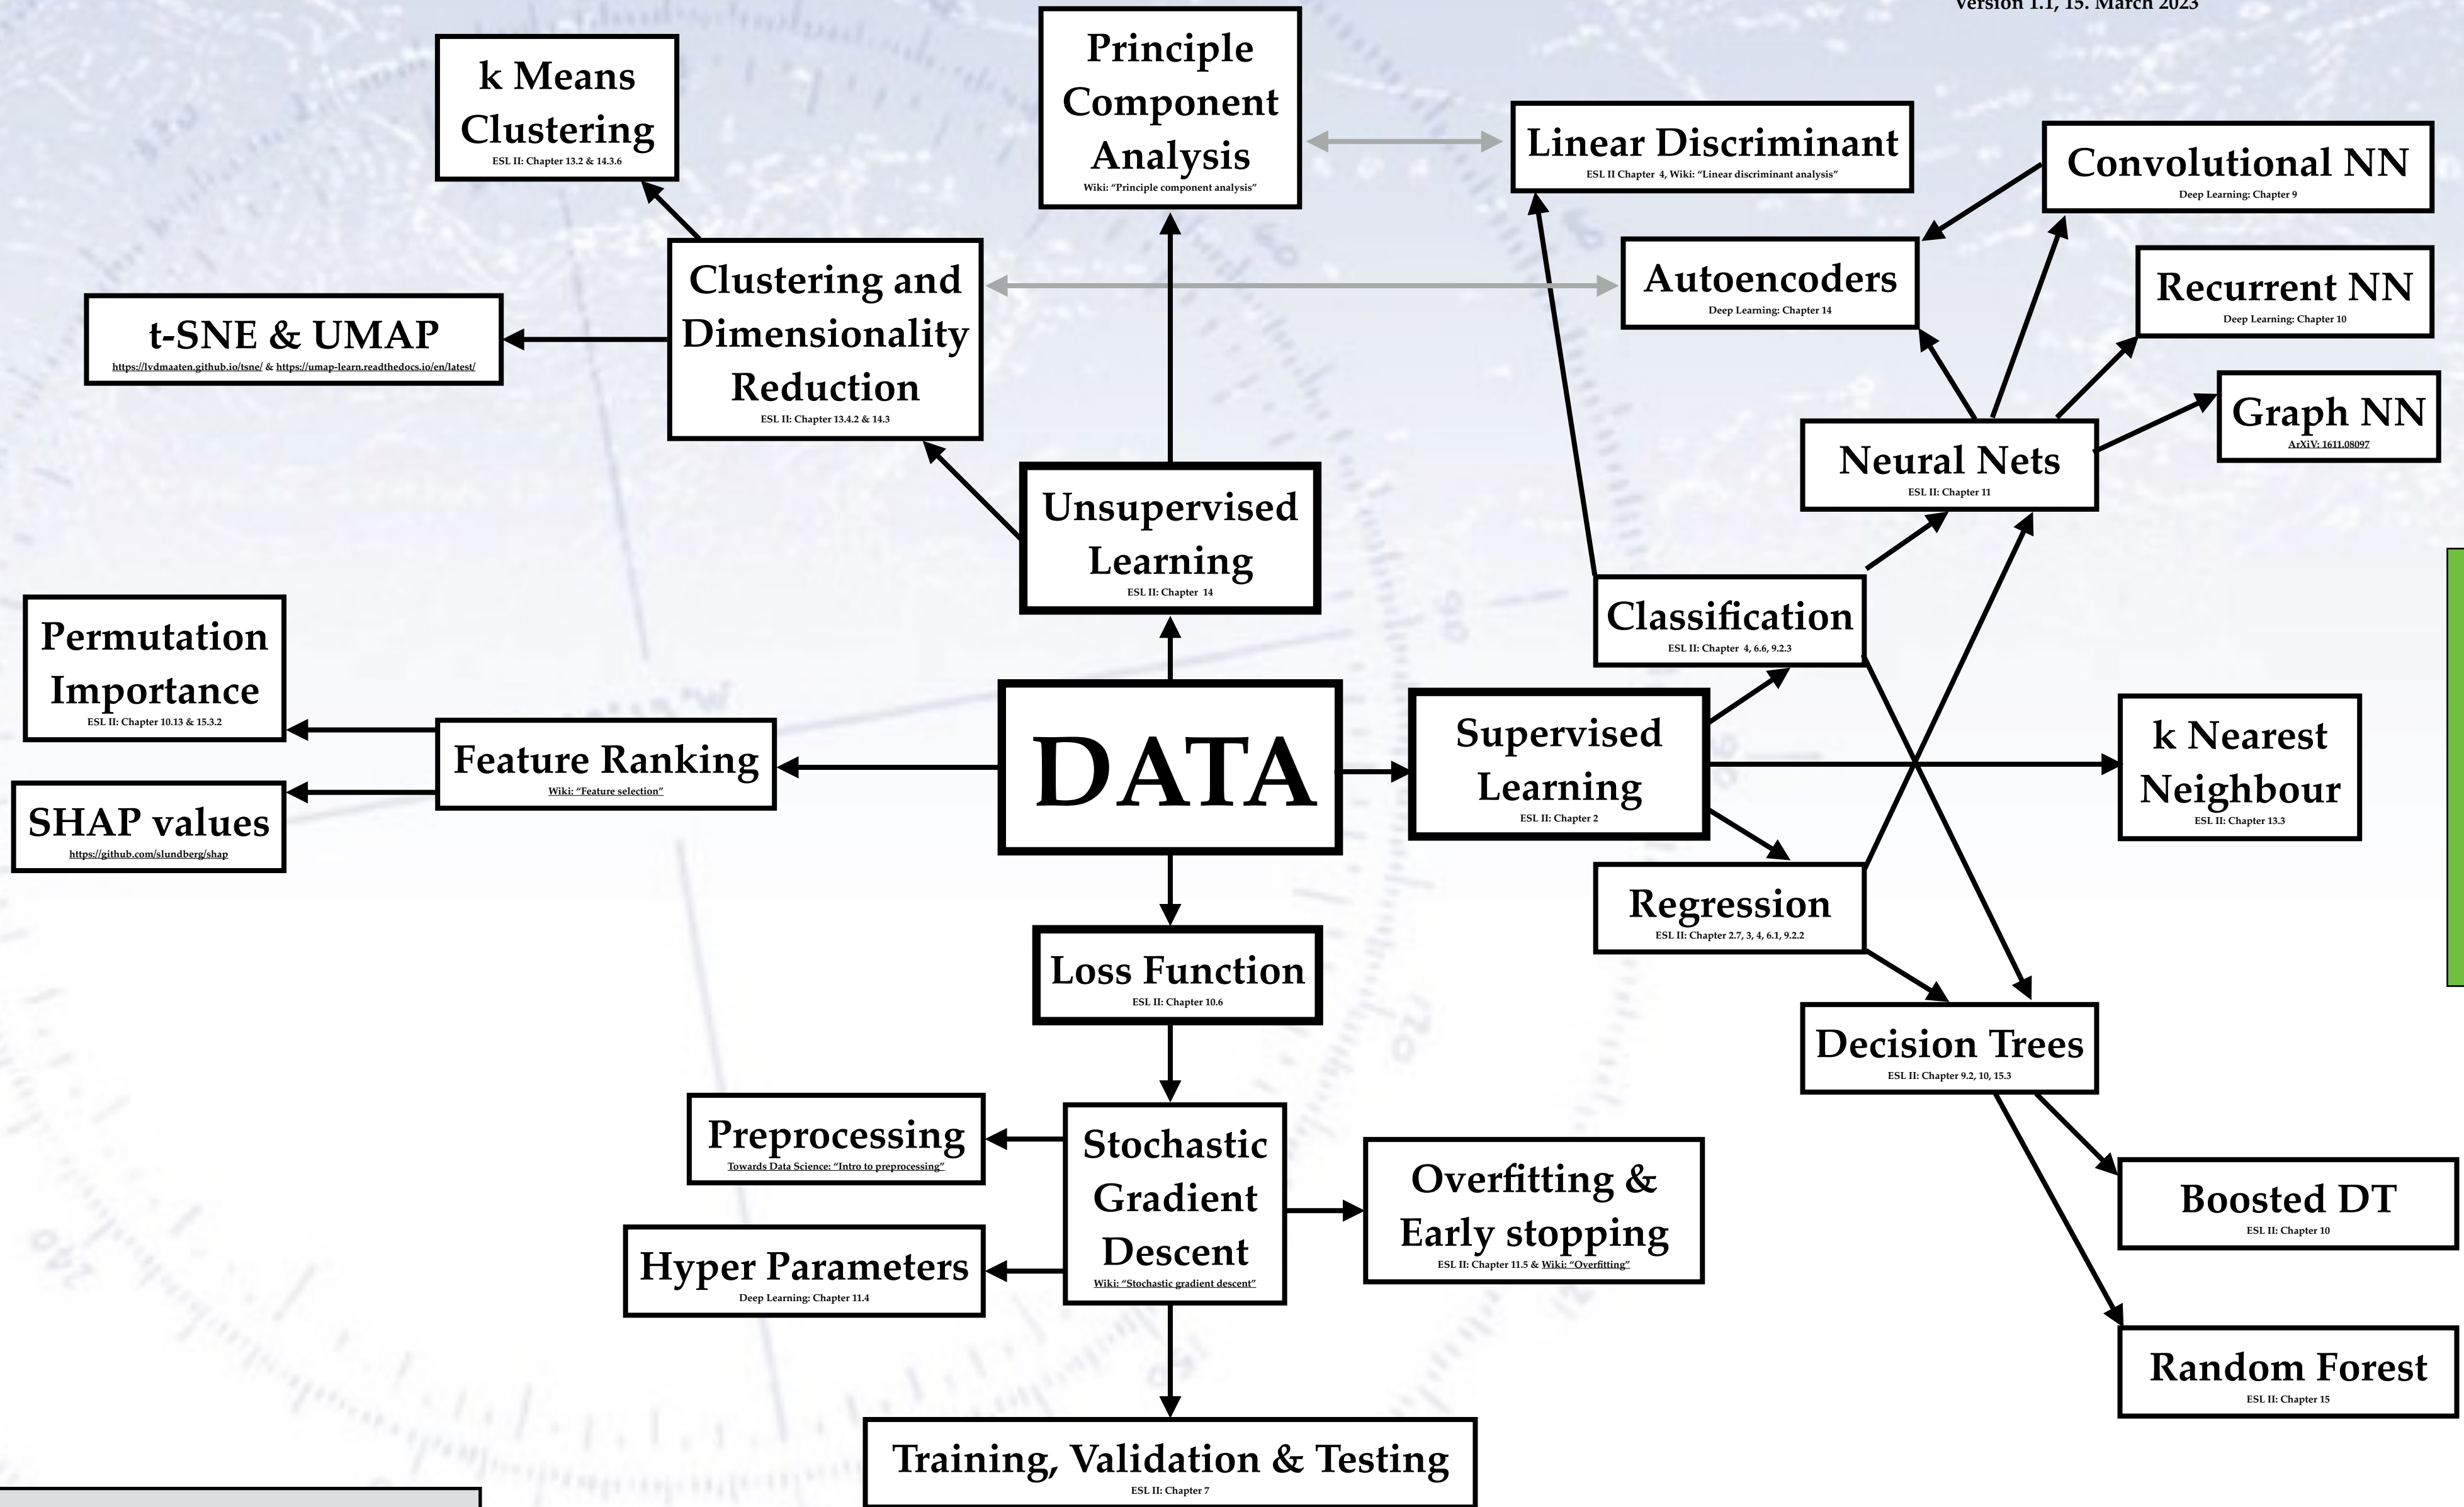 Version 1.1, 15. March 2023
Principle
Component
Analysis
Wiki: “Principle component analysis”
k Means
Clustering
ESL II: Chapter 13.2 & 14.3.6
Linear Discriminant
ESL II Chapter 4, Wiki: “Linear discriminant analysis”
Convolutional NN
Deep Learning: Chapter 9
Clustering and
Dimensionality
Reduction
ESL II: Chapter 13.4.2 & 14.3
Autoencoders
Deep Learning: Chapter 14
Recurrent NN
Deep Learning: Chapter 10
t-SNE & UMAP
https://lvdmaaten.github.io/tsne/ & https://umap-learn.readthedocs.io/en/latest/
Graph NN
ArXiV: 1611.08097
Neural Nets
ESL II: Chapter 11
Unsupervised
Learning
ESL II: Chapter 14
Classification
ESL II: Chapter 4, 6.6, 9.2.3
Permutation
Importance
ESL II: Chapter 10.13 & 15.3.2
Feature Ranking
Wiki: “Feature selection”
DATA
Supervised
Learning
ESL II: Chapter 2
k Nearest
Neighbour
ESL II: Chapter 13.3
SHAP values
https://github.com/slundberg/shap
Regression
ESL II: Chapter 2.7, 3, 4, 6.1, 9.2.2
Loss Function
ESL II: Chapter 10.6
Decision Trees
ESL II: Chapter 9.2, 10, 15.3
Preprocessing
Towards Data Science: “Intro to preprocessing”
Stochastic
Gradient
Descent
Wiki: “Stochastic gradient descent”
Overfitting &
Early stopping
ESL II: Chapter 11.5 & Wiki: “Overfitting”
Boosted DT
ESL II: Chapter 10
Hyper Parameters
Deep Learning: Chapter 11.4
Random Forest
ESL II: Chapter 15
Training, Validation & Testing
ESL II: Chapter 7
60
60
90
120
150
240